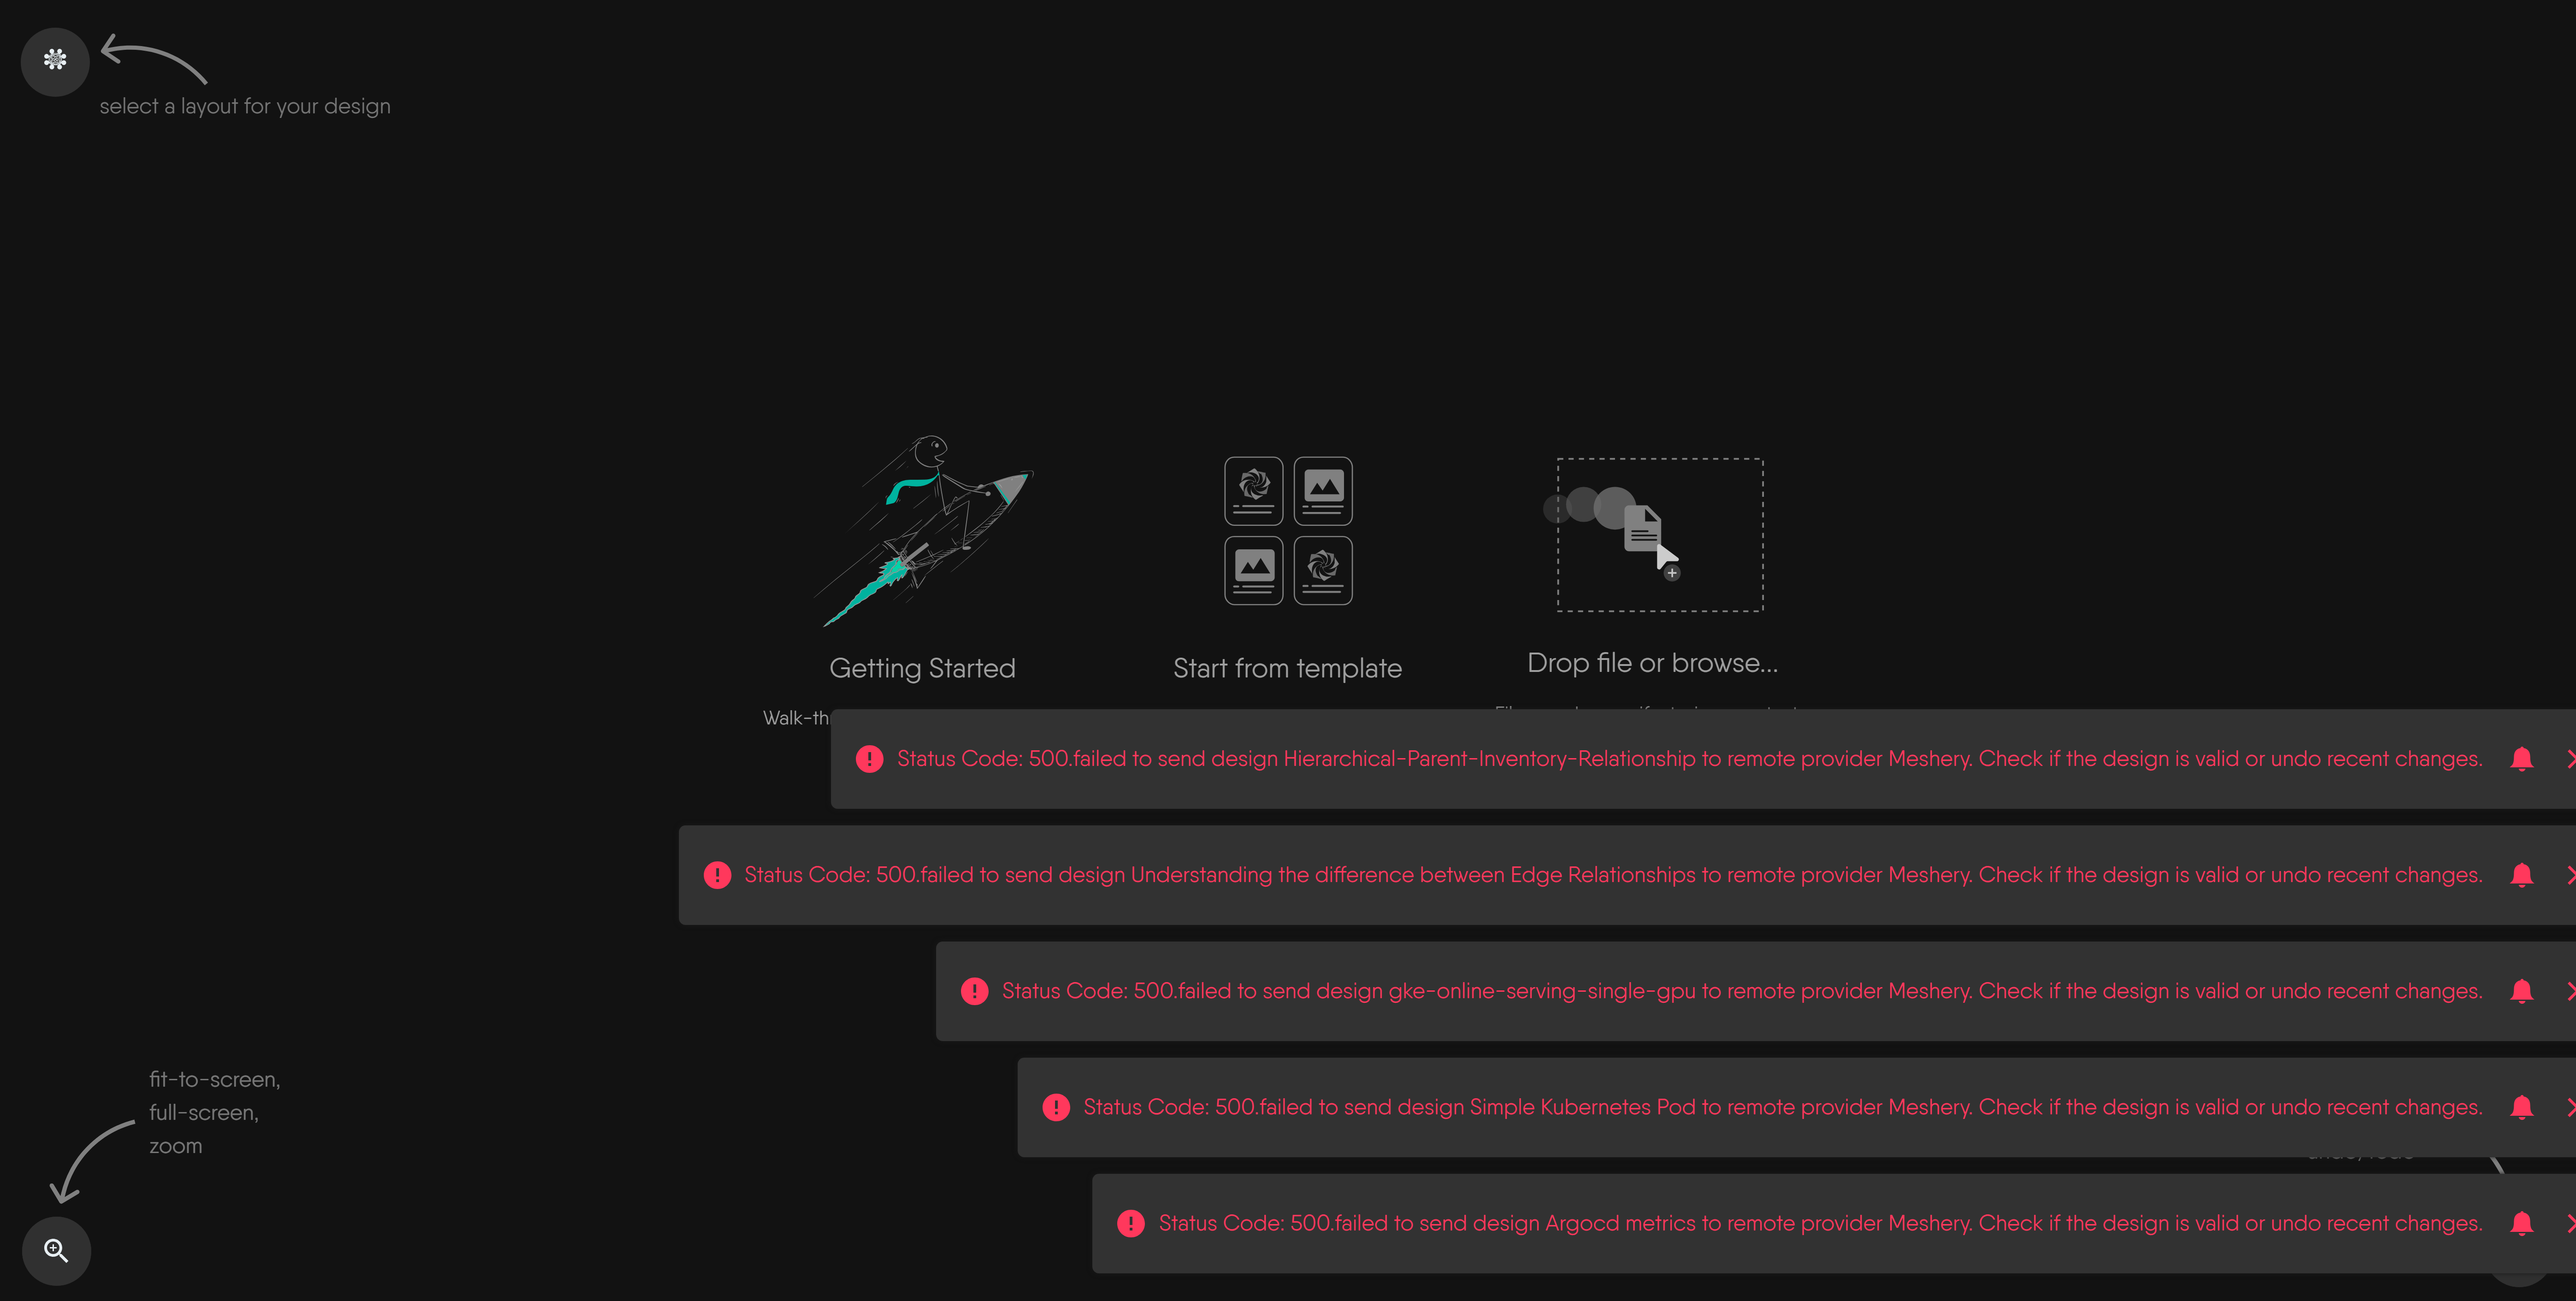 select a layout for your design
Getting Started
Start from template
Drop file or browse...
Status Code: 500.failed to send design Hierarchical-Parent-Inventory-Relationship to remote provider Meshery. Check if the design is valid or undo recent changes.
Status Code: 500.failed to send design Understanding the difference between Edge Relationships to remote provider Meshery. Check if the design is valid or undo recent changes.
Status Code: 500.failed to send design gke-online-serving-single-gpu to remote provider Meshery. Check if the design is valid or undo recent changes.
Status Code: 500.failed to send design Simple Kubernetes Pod to remote provider Meshery. Check if the design is valid or undo recent changes.
Status Code: 500.failed to send design Argocd metrics to remote provider Meshery. Check if the design is valid or undo recent changes.
fit-to-screen,
full-screen,
zoom